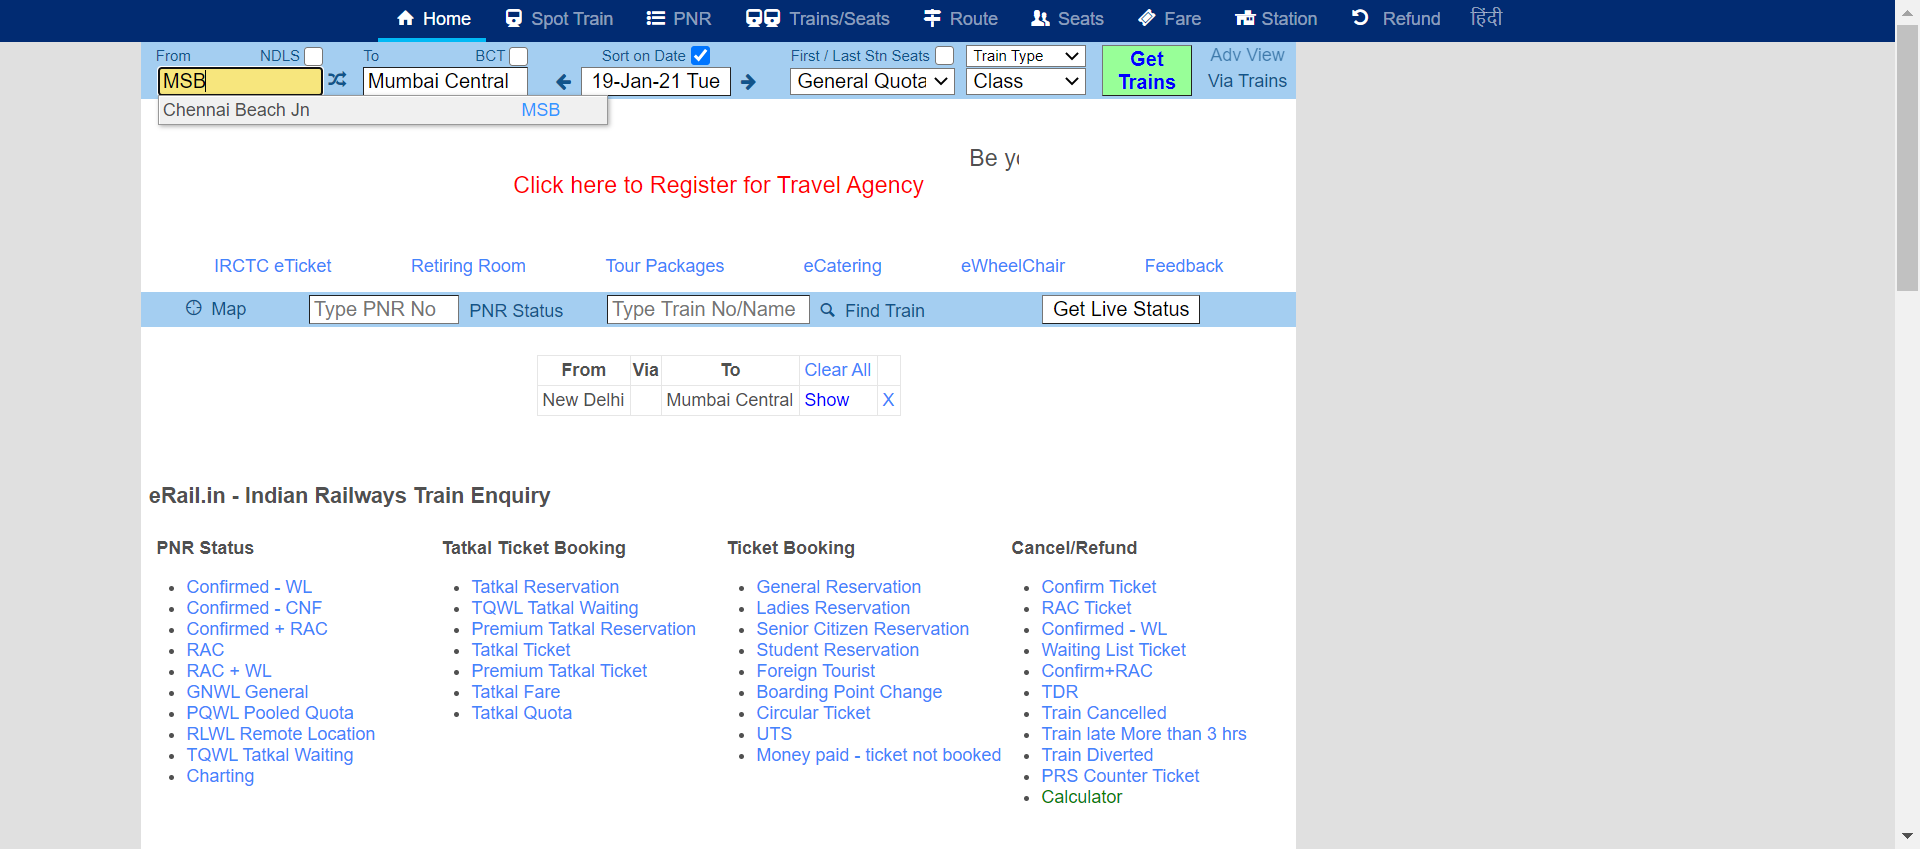 Home Spot Train PNR Trains/Seats Route Seats Fare Station Refund हिंदी
From NDLS To BCT Sort on Date First / Last Stn Seats Train Type Get Trains Adv View
MSB Mumbai Central 19-Jan-21 Tue General Quota Class Via Trains
Chennai Beach Jn MSB
Be yo
Click here to Register for Travel Agency
IRCTC eTicket Retiring Room Tour Packages eCatering eWheelChair Feedback
Map Type PNR No PNR Status Type Train No/Name Find Train Get Live Status
From Via To Clear All
New Delhi Mumbai Central Show X
eRail.in - Indian Railways Train Enquiry
PNR Status
Confirmed - WL
Confirmed - CNF
Confirmed + RAC
RAC
RAC + WL
GNWL General
PQWL Pooled Quota
RLWL Remote Location
TQWL Tatkal Waiting
Charting
Tatkal Ticket Booking
Tatkal Reservation
TQWL Tatkal Waiting
Premium Tatkal Reservation
Tatkal Ticket
Premium Tatkal Ticket
Tatkal Fare
Tatkal Quota
Ticket Booking
General Reservation
Ladies Reservation
Senior Citizen Reservation
Student Reservation
Foreign Tourist
Boarding Point Change
Circular Ticket
UTS
Money paid - ticket not booked
Cancel/Refund
Confirm Ticket
RAC Ticket
Confirmed - WL
Waiting List Ticket
Confirm+RAC
TDR
Train Cancelled
Train late More than 3 hrs
Train Diverted
PRS Counter Ticket
Calculator